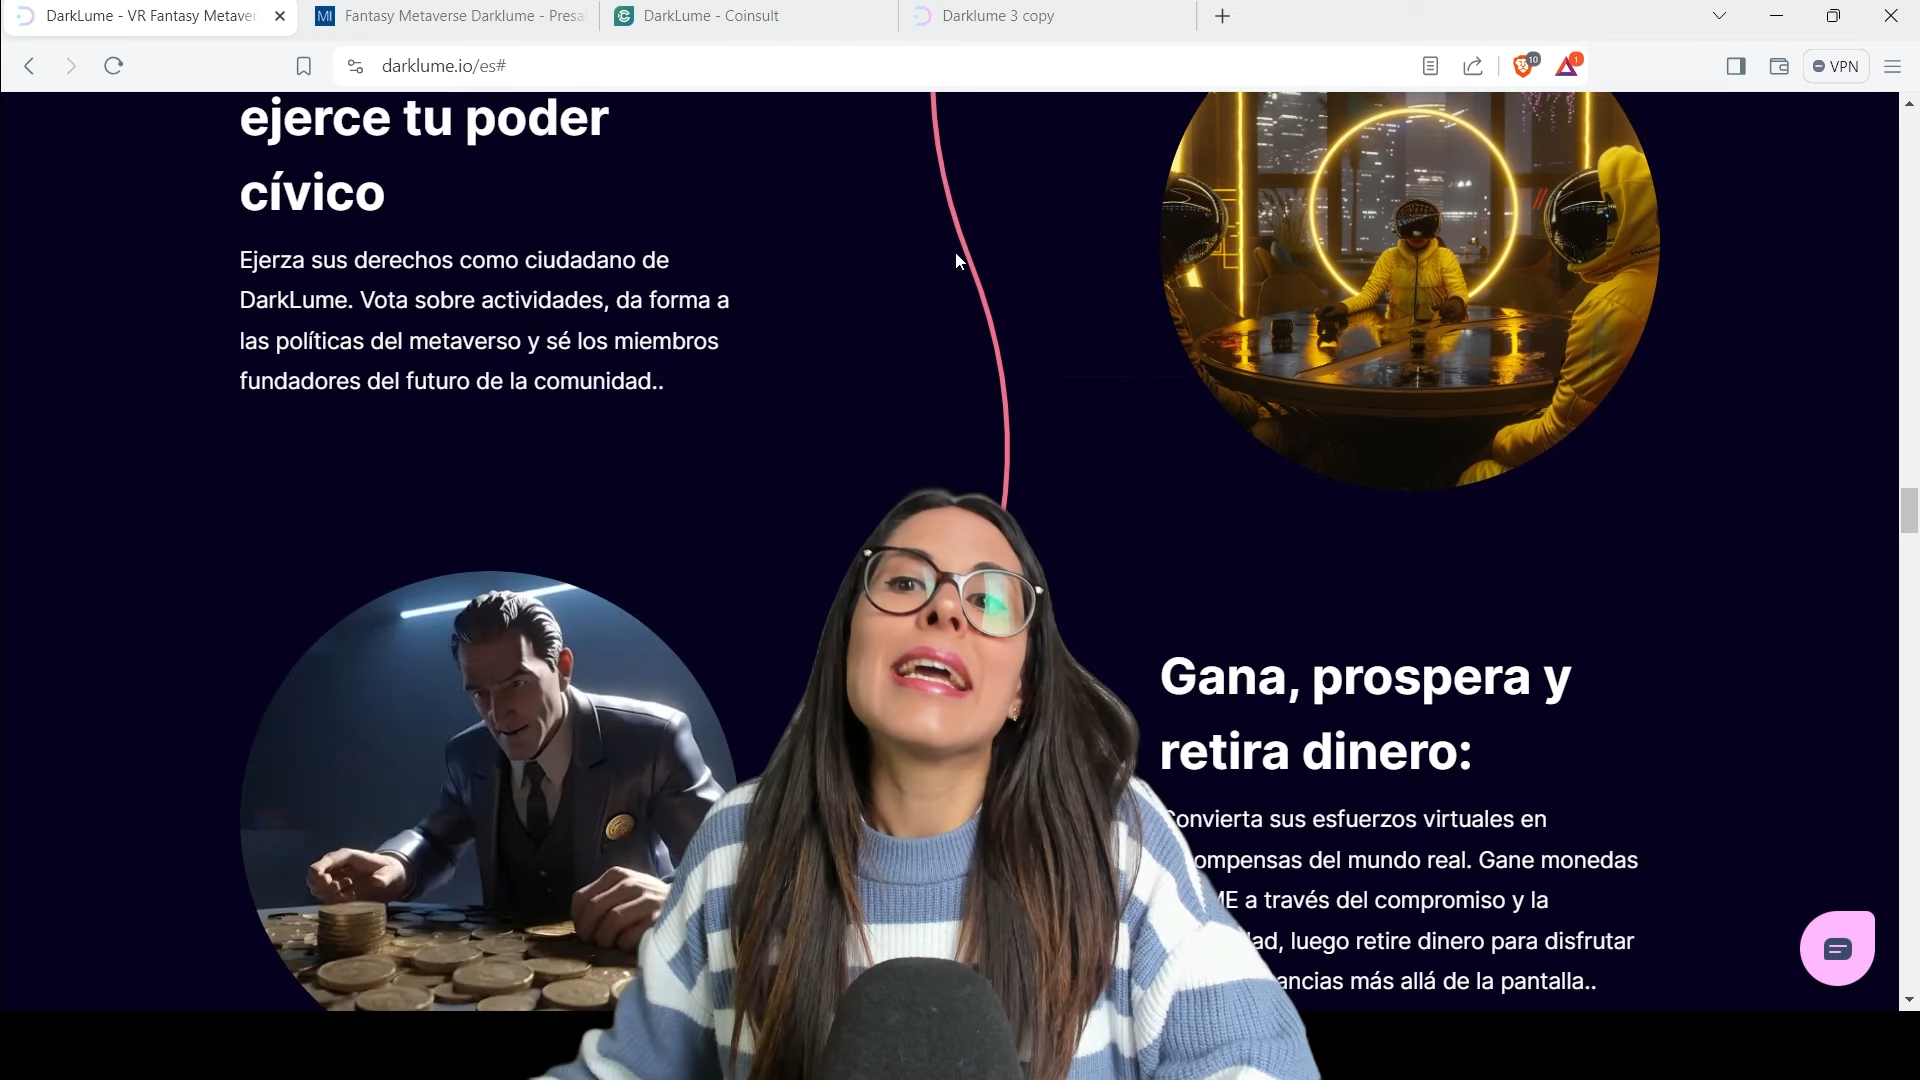 DarkLume - VR Fantasy Metaver
Fantasy Metaverse Darklume - Presa
DarkLume - Coinsult
Darklume 3 copy
darklume.io/es#
10
1
VPN
ejerce tu poder
cívico
Ejerza sus derechos como ciudadano de
DarkLume. Vota sobre actividades, da forma a
las políticas del metaverso y sé los miembros
fundadores del futuro de la comunidad..
Gana, prospera y
retira dinero:
onvierta sus esfuerzos virtuales en
ompensas del mundo real. Gane monedas
ME a través del compromiso y la
dad, luego retire dinero para disfrutar
ancias más allá de la pantalla..